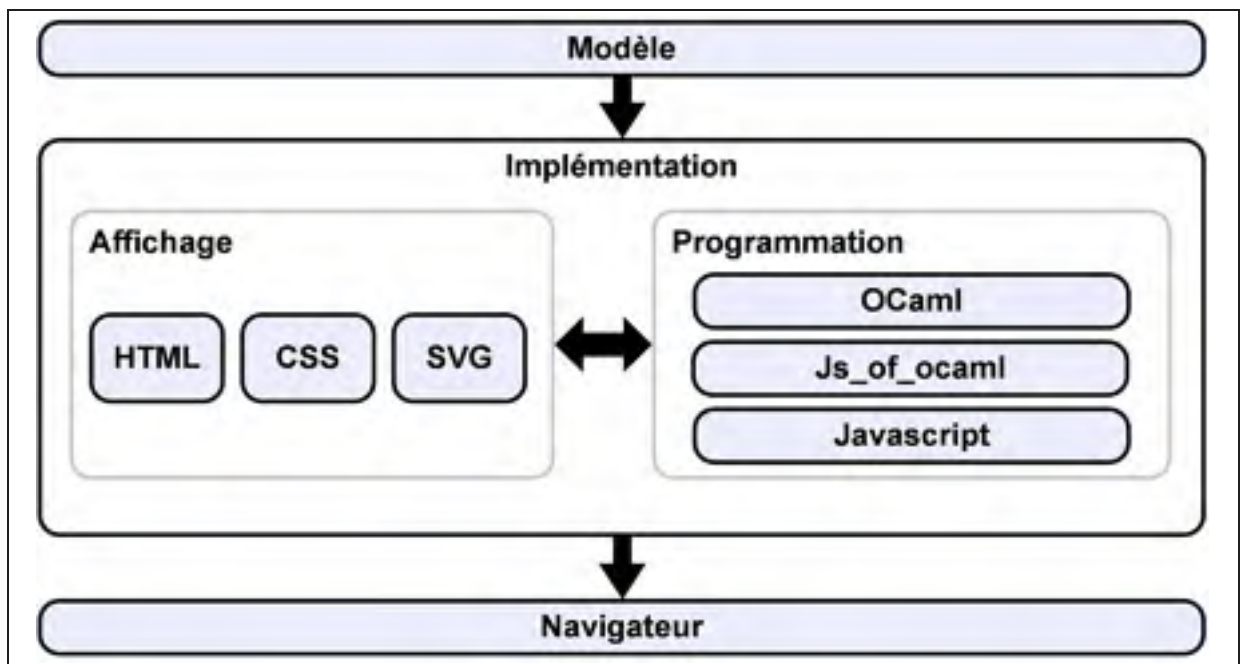 Modèle
Implémentation
Affichage
HTML CSS SVG
Programmation
OCaml
Js_of_ocaml
Javascript
Navigateur